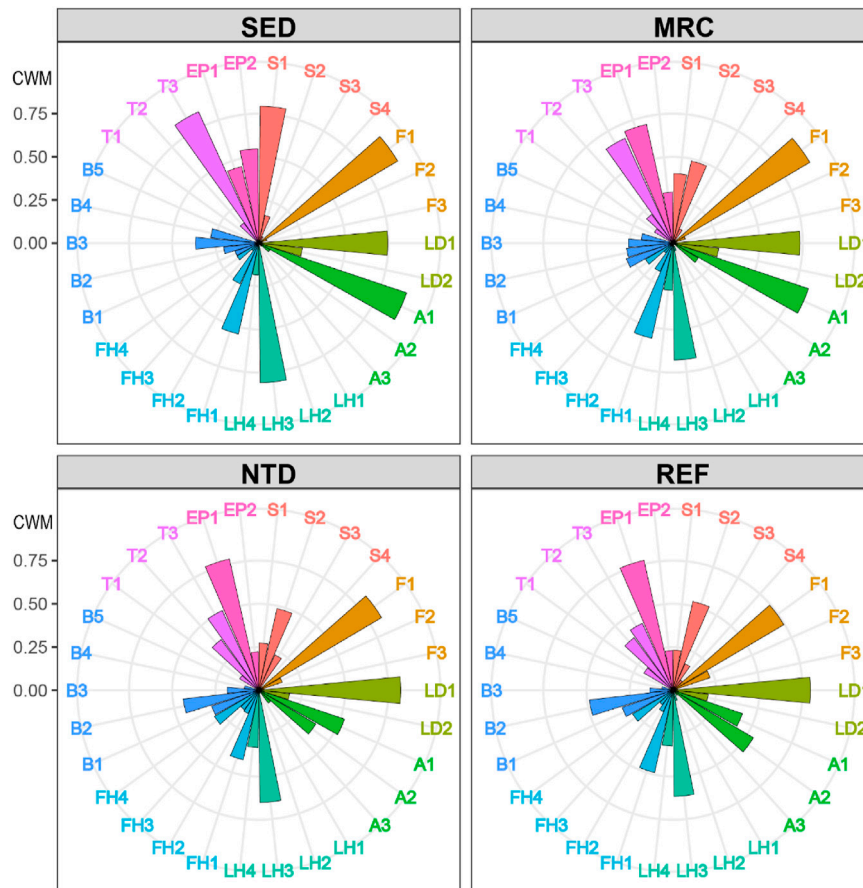 SED
CWM
0.75
0.50
0.25
0.00
S1
S2
S3
S4
F1
F2
F3
LD1
LD2
A1
A2
A3
LH1
LH2
LH3
LH4
FH1
FH2
FH3
FH4
B1
B2
B3
B4
B5
T1
T2
T3
EP1
EP2
MRC
S1
S2
S3
S4
F1
F2
F3
LD1
LD2
A1
A2
A3
LH1
LH2
LH3
LH4
FH1
FH2
FH3
FH4
B1
B2
B3
B4
B5
T1
T2
T3
EP1
EP2
NTD
CWM
0.75
0.50
0.25
0.00
S1
S2
S3
S4
F1
F2
F3
LD1
LD2
A1
A2
A3
LH1
LH2
LH3
LH4
FH1
FH2
FH3
FH4
B1
B2
B3
B4
B5
T1
T2
T3
EP1
EP2
REF
S1
S2
S3
S4
F1
F2
F3
LD1
LD2
A1
A2
A3
LH1
LH2
LH3
LH4
FH1
FH2
FH3
FH4
B1
B2
B3
B4
B5
T1
T2
T3
EP1
EP2